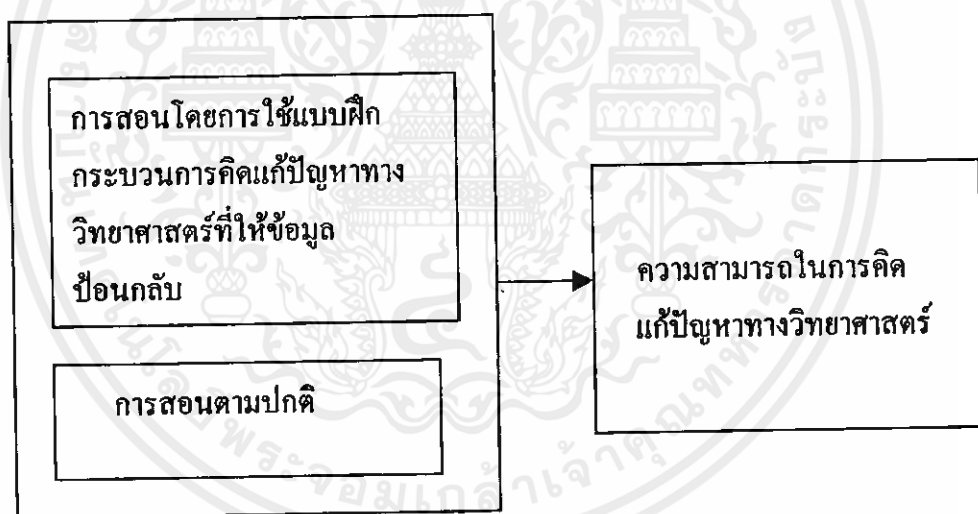 การสอนโดยการใช้แบบฝึก
กระบวนการคิดแก้ปัญหาทาง
วิทยาศาสตร์ที่ให้ข้อมูล
ป้อนกลับ
การสอนตามปกติ
ความสามารถในการคิด
แก้ปัญหาทางวิทยาศาสตร์